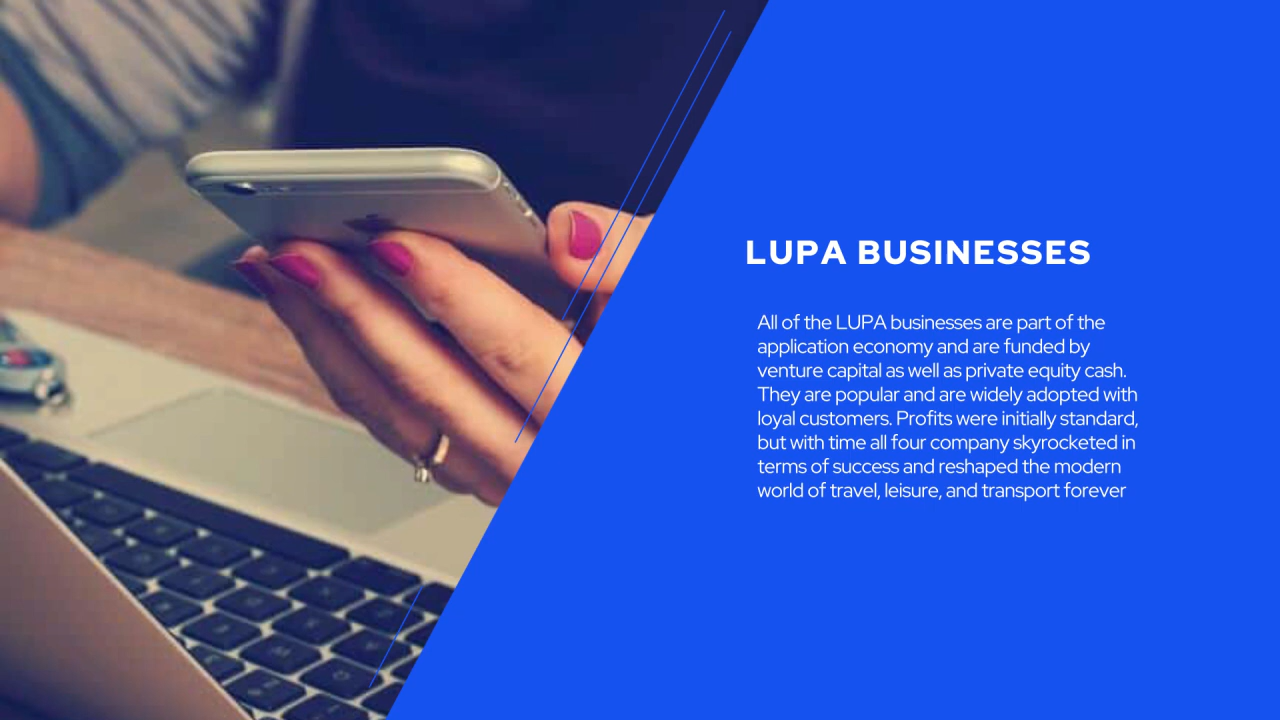 LUPA BUSINESSES
All of the LUPA businesses are part of the
application economy and are funded by
venture capital as well as private equity cash.
They are popular and are widely adopted with
loyal customers. Profits were initially standard,
but with time all four company skyrocketed in
terms of success and reshaped the modern
world of travel, leisure, and transport forever